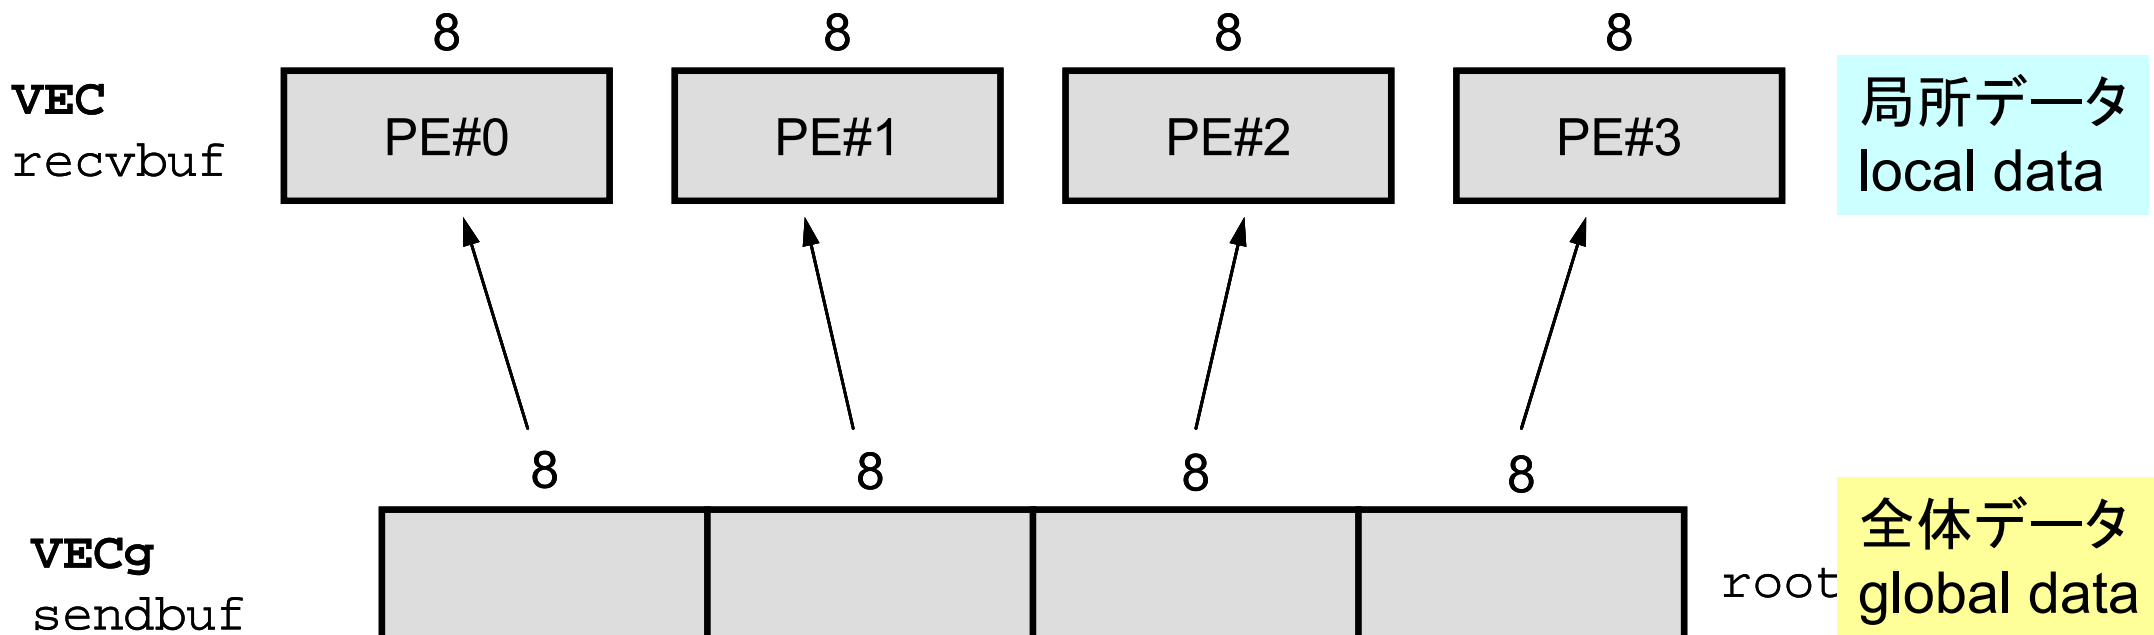 8 8 8 8
VEC
recvbuf
PE#0 PE#1 PE#2 PE#3
局所データ
local data
8 8 8 8
VECg
sendbuf
root
全体データ
global data